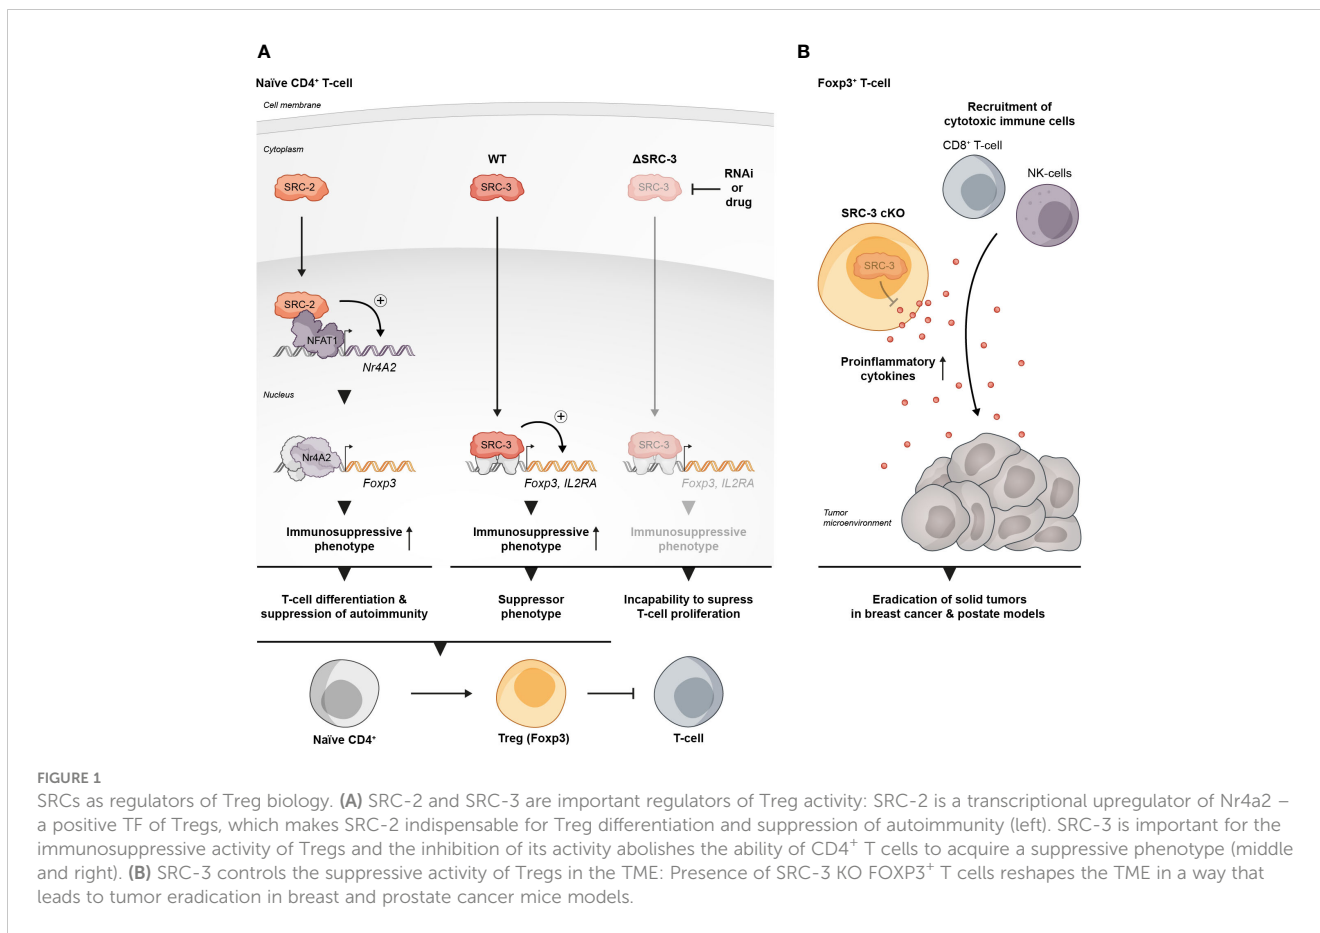 A
Naïve CD4⁺ T-cell
Cell membrane
Cytoplasm
SRC-2
WT
SRC-3
ΔSRC-3
SRC-3
RNAi
or
drug
SRC-2
NFAT1
+
Nr4A2
Nucleus
Nr4A2
Foxp3
SRC-3
+
Foxp3, IL2RA
SRC-3
Foxp3, IL2RA
Immunosuppressive
phenotype
Immunosuppressive
phenotype
Immunosuppressive
phenotype
T-cell differentiation &
suppression of autoimmunity
Suppressor
phenotype
Incapability to supress
T-cell proliferation
Naïve CD4⁺
Treg (Foxp3)
T-cell
B
Foxp3⁺ T-cell
Recruitment of
cytotoxic immune cells
CD8⁺ T-cell
NK-cells
SRC-3 cKO
SRC-3
Proinflammatory
cytokines
Tumor
microenvironment
Eradication of solid tumors
in breast cancer & postate models
FIGURE 1
SRCs as regulators of Treg biology. (A) SRC-2 and SRC-3 are important regulators of Treg activity: SRC-2 is a transcriptional upregulator of Nr4a2 –
a positive TF of Tregs, which makes SRC-2 indispensable for Treg differentiation and suppression of autoimmunity (left). SRC-3 is important for the
immunosuppressive activity of Tregs and the inhibition of its activity abolishes the ability of CD4⁺ T cells to acquire a suppressive phenotype (middle
and right). (B) SRC-3 controls the suppressive activity of Tregs in the TME: Presence of SRC-3 KO FOXP3⁺ T cells reshapes the TME in a way that
leads to tumor eradication in breast and prostate cancer mice models.